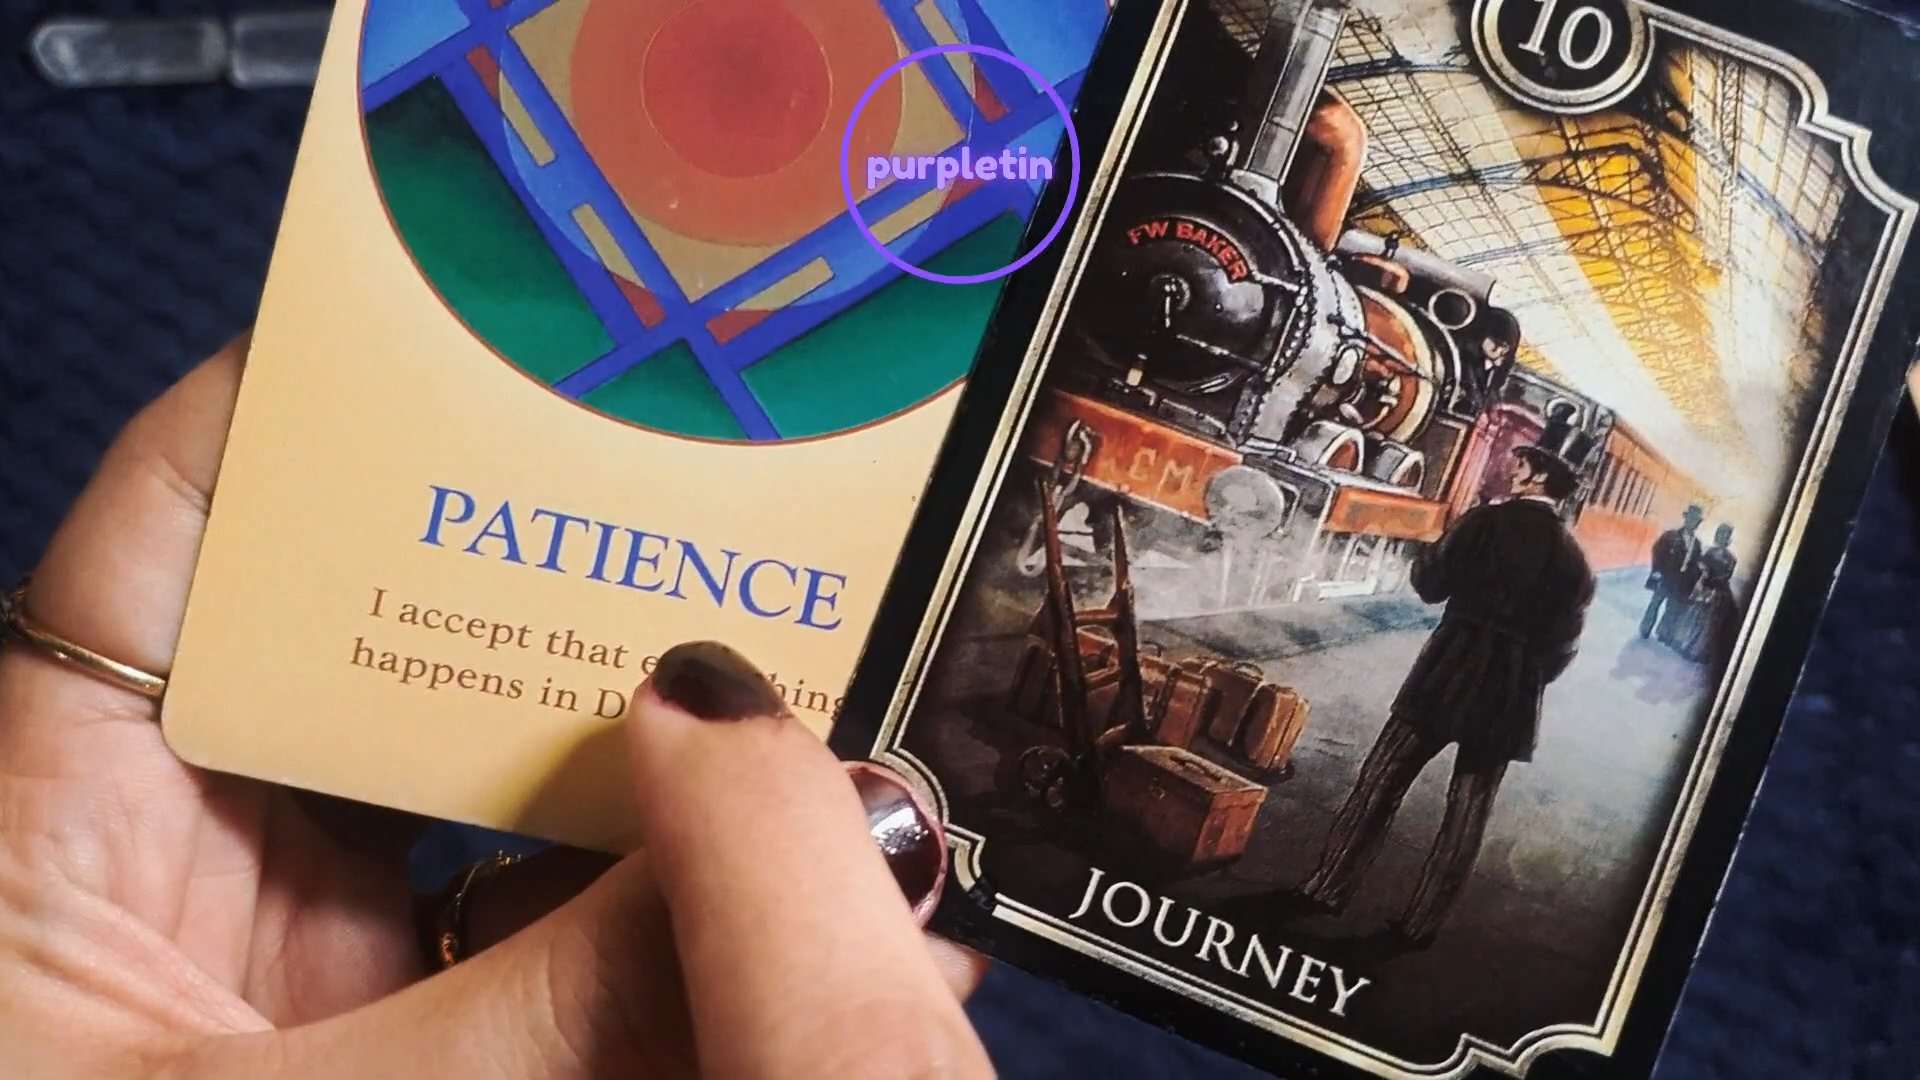 10
purpletin
FW BAKER
PATIENCE
I accept that
happens in
JOURNEY